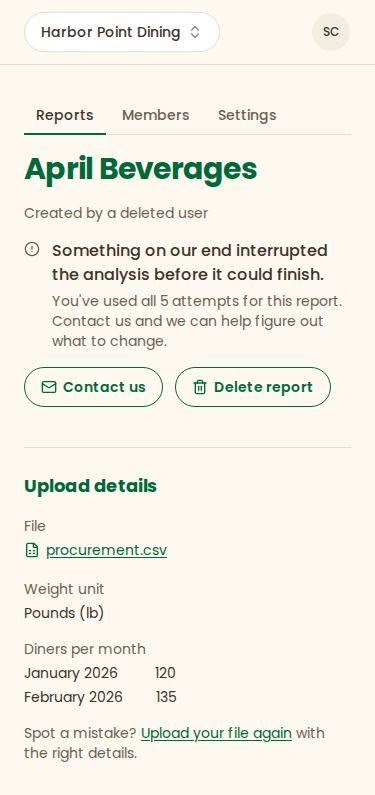 Harbor Point Dining
SC
Reports Members Settings
April Beverages
Created by a deleted user
Something on our end interrupted
the analysis before it could finish.
You've used all 5 attempts for this report.
Contact us and we can help figure out
what to change.
Contact us Delete report
Upload details
File
procurement.csv
Weight unit
Pounds (lb)
Diners per month
January 2026 120
February 2026 135
Spot a mistake? Upload your file again with
the right details.